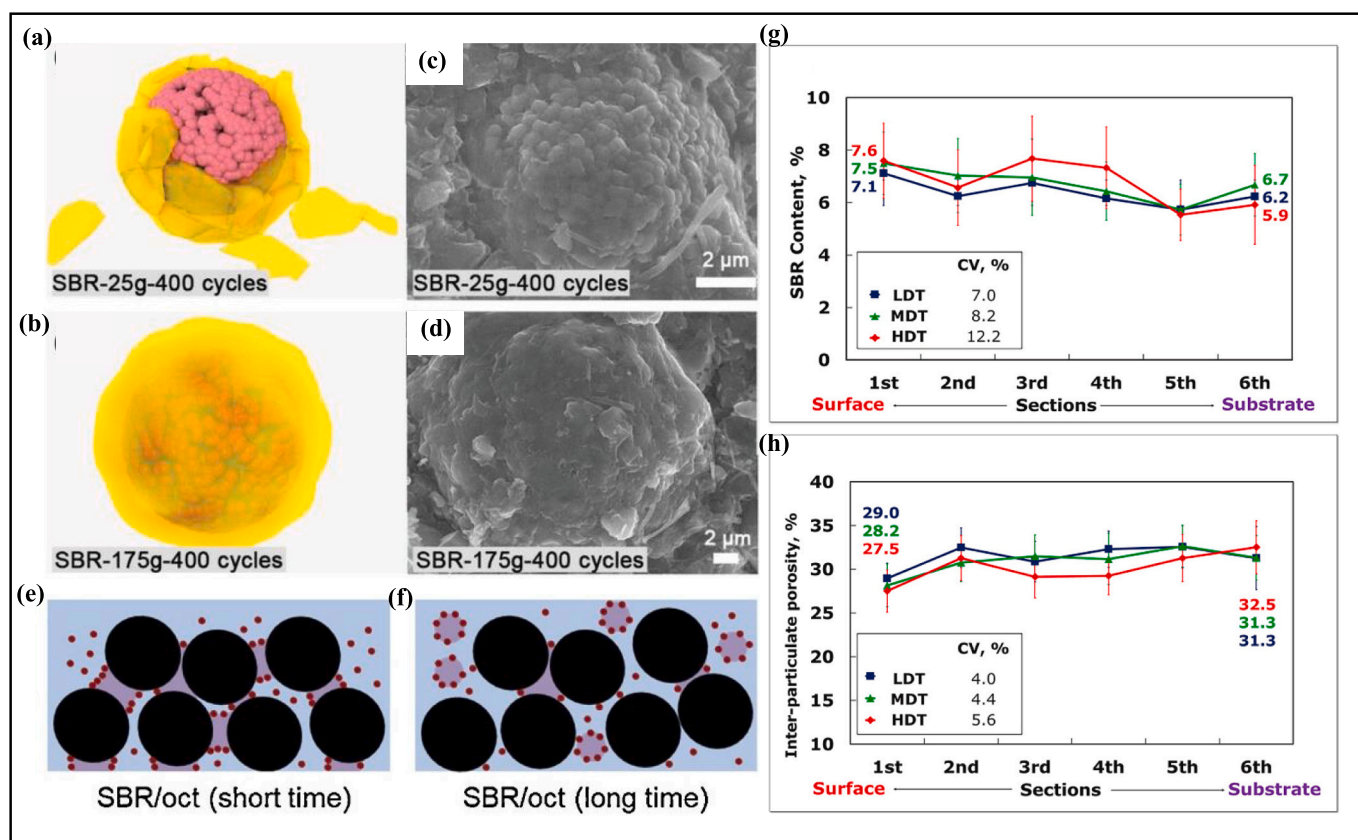 (a)
SBR-25g-400 cycles
(b)
SBR-175g-400 cycles
(c)
SBR-25g-400 cycles
2 μm
(d)
SBR-175g-400 cycles
2 μm
(e)
SBR/oct (short time)
(f)
SBR/oct (long time)
(g)
SBR Content, %
10
8
6
4
2
0
7.6
7.5
7.1
6.7
6.2
5.9
CV, %
LDT 7.0
MDT 8.2
HDT 12.2
1st 2nd 3rd 4th 5th 6th
Surface Sections Substrate
(h)
Inter-particulate porosity, %
40
35
30
25
20
15
10
29.0
28.2
27.5
32.5
31.3
31.3
CV, %
LDT 4.0
MDT 4.4
HDT 5.6
1st 2nd 3rd 4th 5th 6th
Surface Sections Substrate